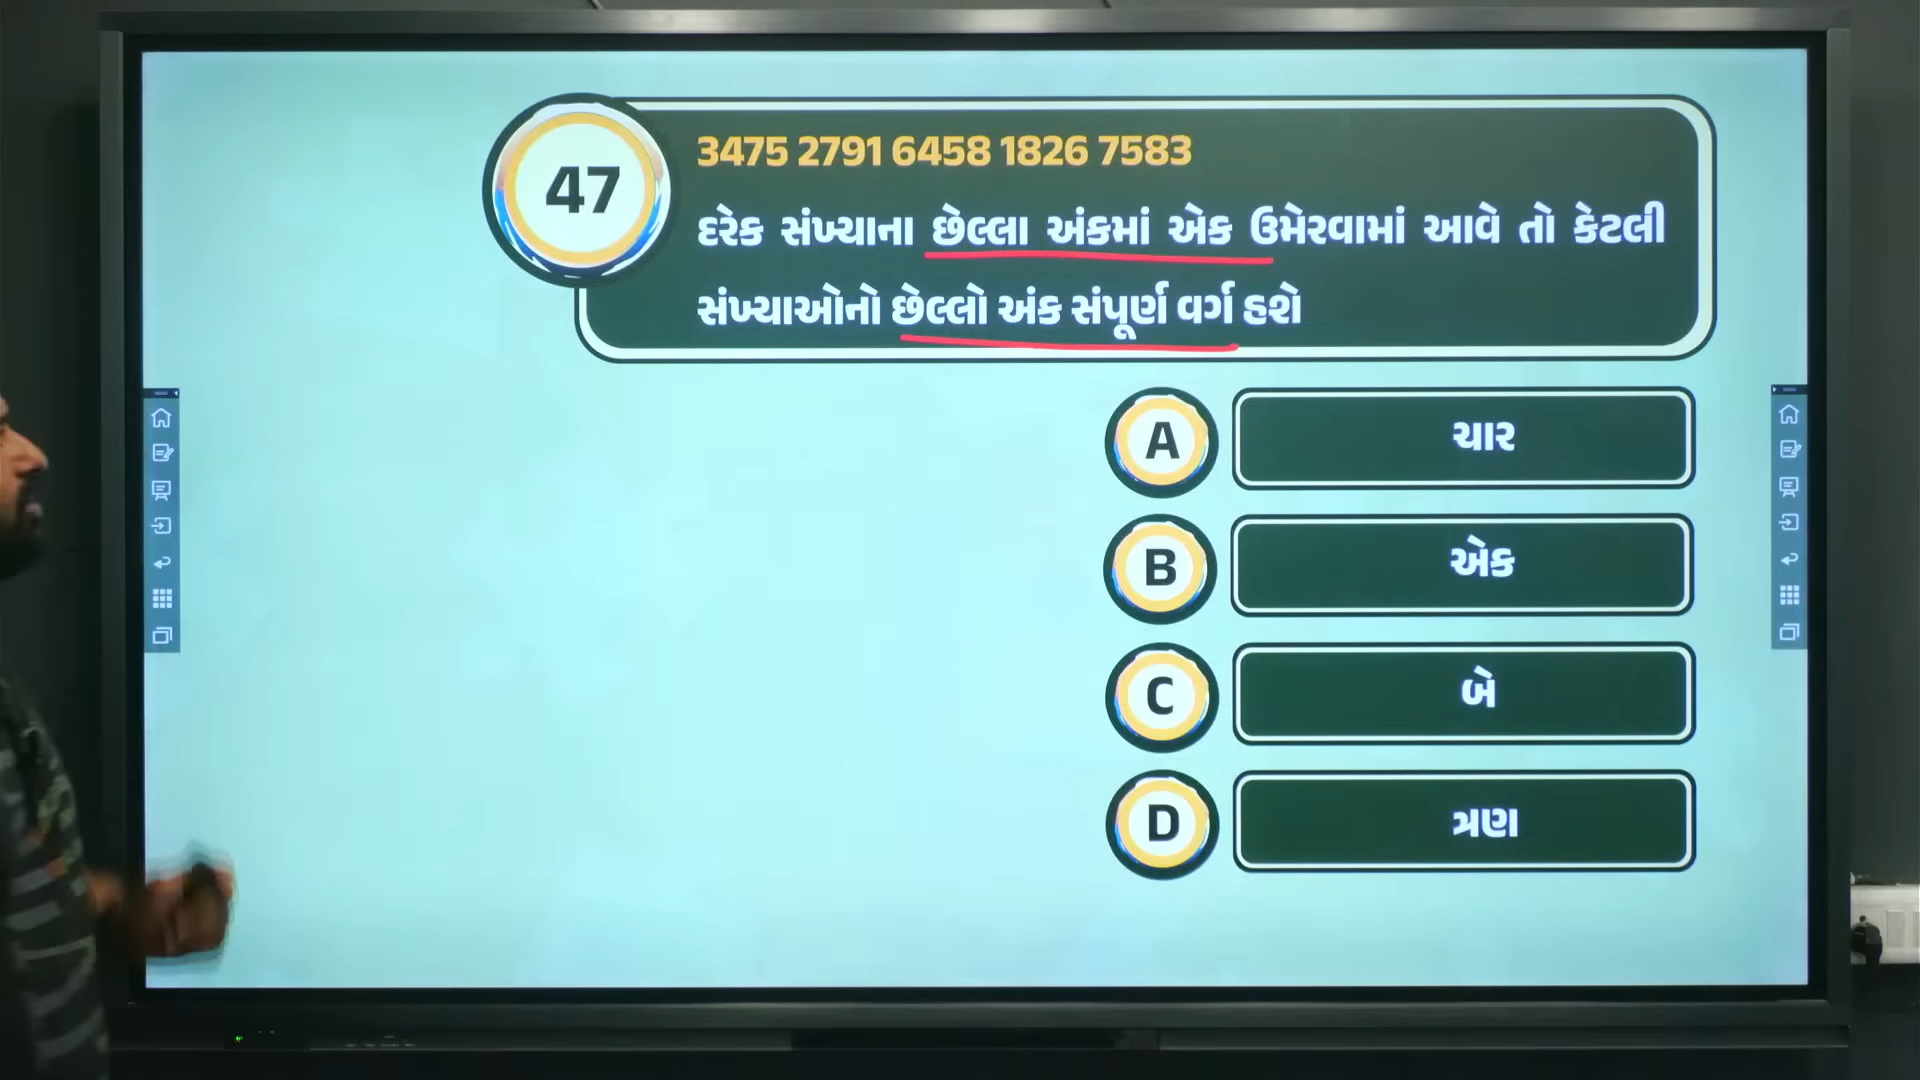 47
3475 2791 6458 1826 7583
દરેક સંખ્યાના છેલ્લા અંકમાં એક ઉમેરવામાં આવે તો કેટલી
સંખ્યાઓનો છેલ્લો અંક સંપૂર્ણ વર્ગ હશે
A ચાર
B એક
C બે
D ત્રણ